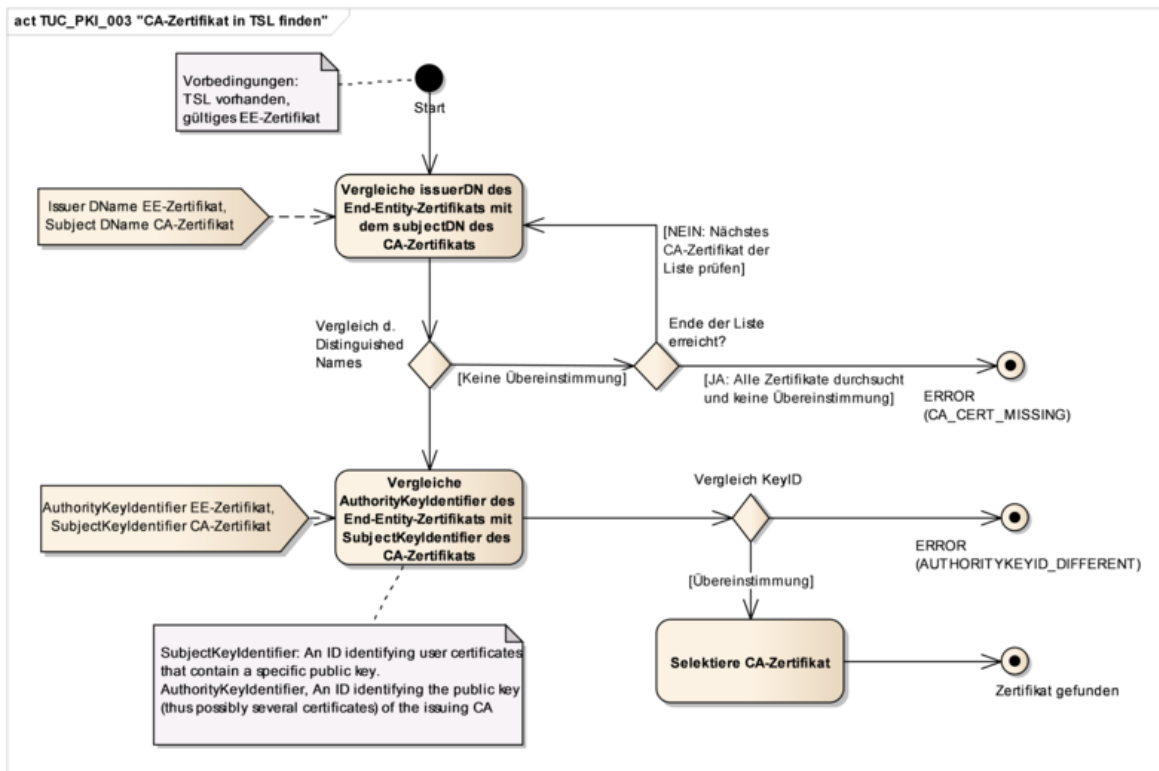 act TUC_PKI_003 "CA-Zertifikat in TSL finden"
Vorbedingungen:
TSL vorhanden,
gültiges EE-Zertifikat
Start
Issuer DName EE-Zertifikat,
Subject DName CA-Zertifikat
Vergleiche issuerDN des
End-Entity-Zertifikats mit
dem subjectDN des
CA-Zertifikats
[NEIN: Nächstes
CA-Zertifikat der
Liste prüfen]
Vergleich d.
Distinguished
Names
[Keine Übereinstimmung]
Ende der Liste
erreicht?
[JA: Alle Zertifikate durchsucht
und keine Übereinstimmung]
ERROR
(CA_CERT_MISSING)
AuthorityKeyIdentifier EE-Zertifikat,
SubjectKeyIdentifier CA-Zertifikat
Vergleiche
AuthorityKeyIdentifier des
End-Entity-Zertifikats mit
SubjectKeyIdentifier des
CA-Zertifikats
Vergleich KeyID
ERROR
(AUTHORITYKEYID_DIFFERENT)
[Übereinstimmung]
SubjectKeyIdentifier: An ID identifying user certificates
that contain a specific public key.
AuthorityKeyIdentifier, An ID identifying the public key
(thus possibly several certificates) of the issuing CA
Selektiere CA-Zertifikat
Zertifikat gefunden